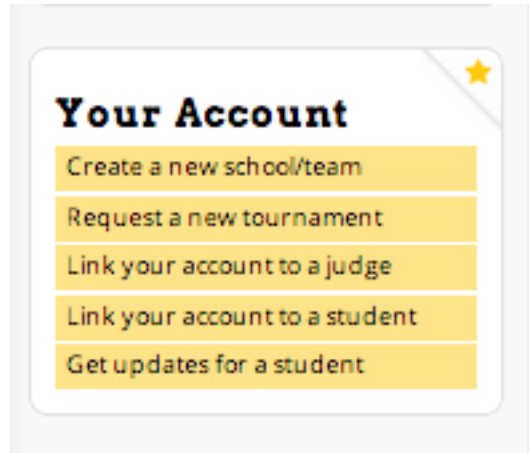 Your Account
Create a new school/team
Request a new tournament
Link your account to a judge
Link your account to a student
Get updates for a student